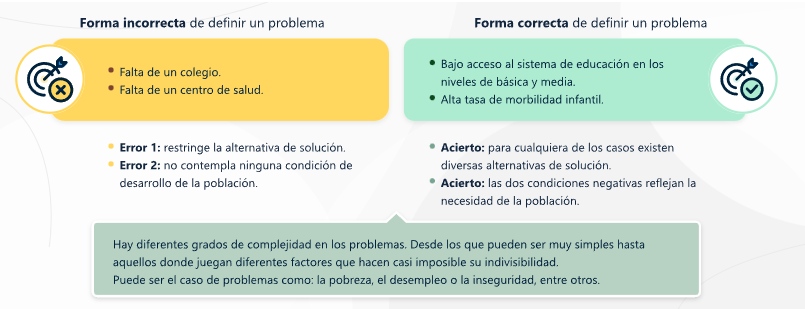 Forma incorrecta de definir un problema
Falta de un colegio.
Falta de un centro de salud.
Error 1: restringe la alternativa de solución.
Error 2: no contempla ninguna condición de
desarrollo de la población.
Forma correcta de definir un problema
Bajo acceso al sistema de educación en los
niveles de básica y media.
Alta tasa de morbilidad infantil.
Acierto: para cualquiera de los casos existen
diversas alternativas de solución.
Acierto: las dos condiciones negativas reflejan la
necesidad de la población.
Hay diferentes grados de complejidad en los problemas. Desde los que pueden ser muy simples hasta
aquellos donde juegan diferentes factores que hacen casi imposible su indivisibilidad.
Puede ser el caso de problemas como: la pobreza, el desempleo o la inseguridad, entre otros.